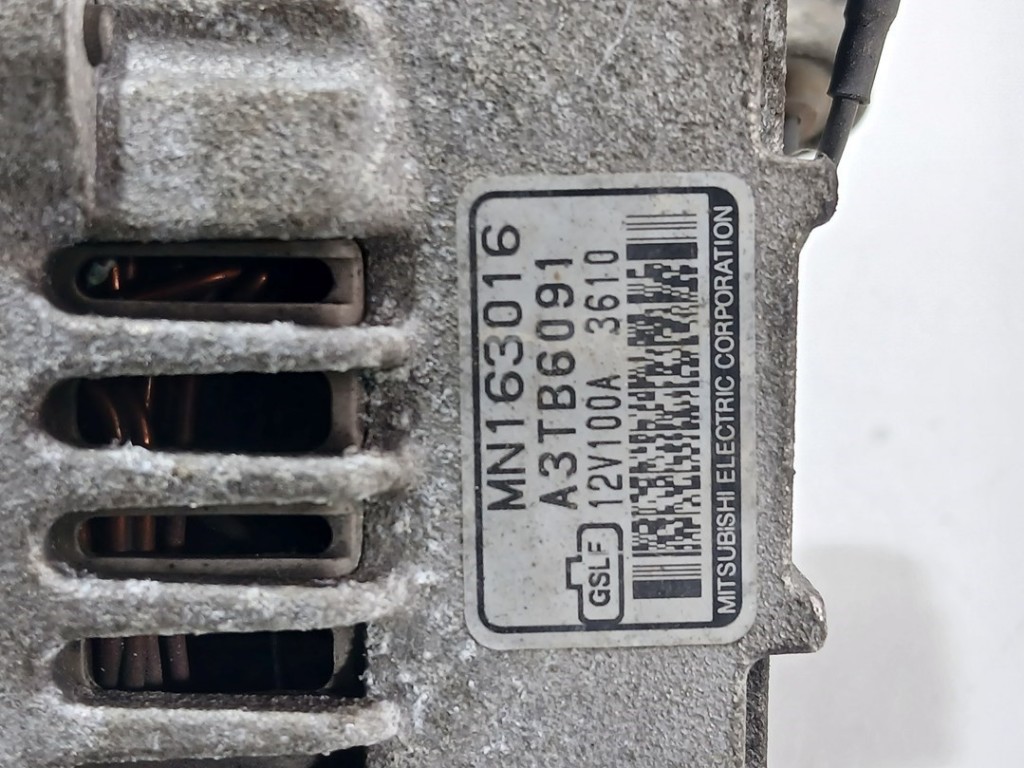 MN163016
A3TB6091
GSLF 12V100A 3610
MITSUBISHI ELECTRIC CORPORATION